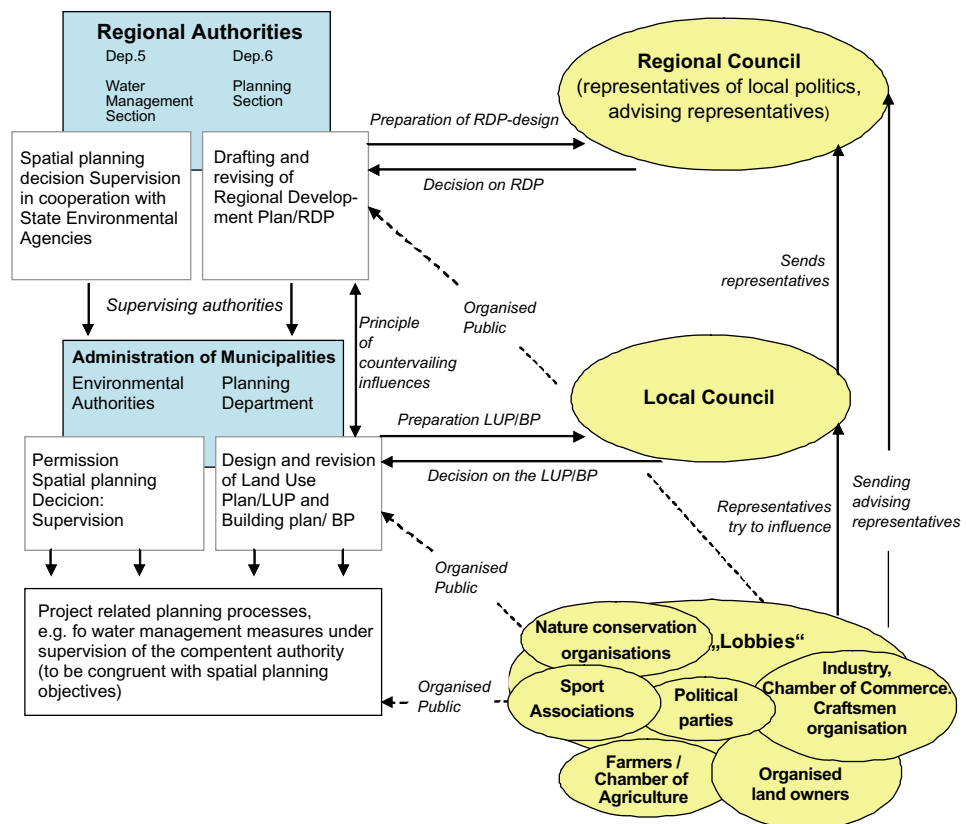 Regional Authorities
Dep.5
Dep.6
Water
Management
Section
Planning
Section
Spatial planning
decision Supervision
in cooperation with
State Environmental
Agencies
Drafting and
revising of
Regional Develop-
ment Plan/RDP
Preparation of RDP-design
Decision on RDP
Regional Council
(representatives of local politics,
advising representatives)
Supervising authorities
Principle
of
countervailing
influences
Organised
Public
Sends
representatives
Administration of Municipalities
Environmental
Authorities
Planning
Department
Permission
Spatial planning
Decicion:
Supervision
Design and revision
of Land Use
Plan/LUP and
Building plan/ BP
Preparation LUP/BP
Decision on the LUP/BP
Local Council
Representatives
try to influence
Sending
advising
representatives
Organised
Public
Project related planning processes,
e.g. fo water management measures under
supervision of the compentent authority
(to be congruent with spatial planning
objectives)
Organised
Public
„Lobbies“
Nature conservation
organisations
Sport
Associations
Political
parties
Industry,
Chamber of Commerce.
Craftsmen
organisation
Farmers /
Chamber of
Agriculture
Organised
land owners